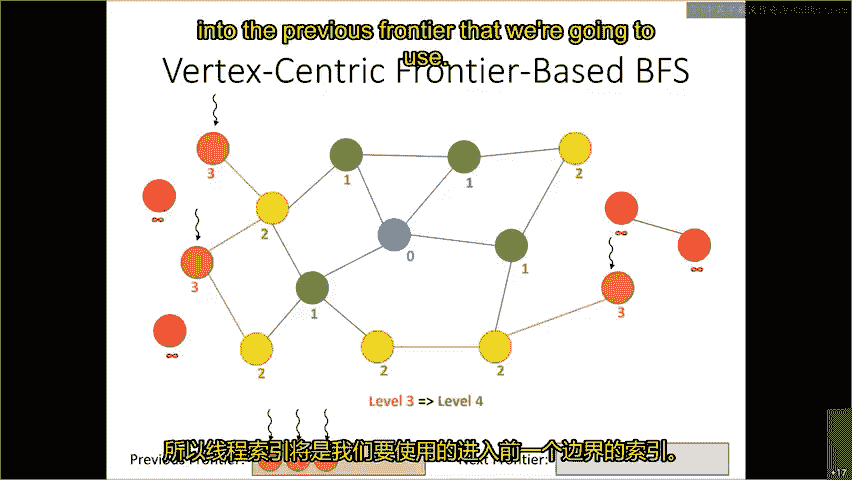 into the previous frontier that we're going to
use.
Vertex-Centric Frontier-Based BFS
3
1
1
2
∞
2
0
∞
3
1
∞
1
3
∞
2
2
2
Level 3 => Level 4
所以线程索引将是我们要使用的进入前一个边界的索引。
Previous Frontier:
Next Frontier: